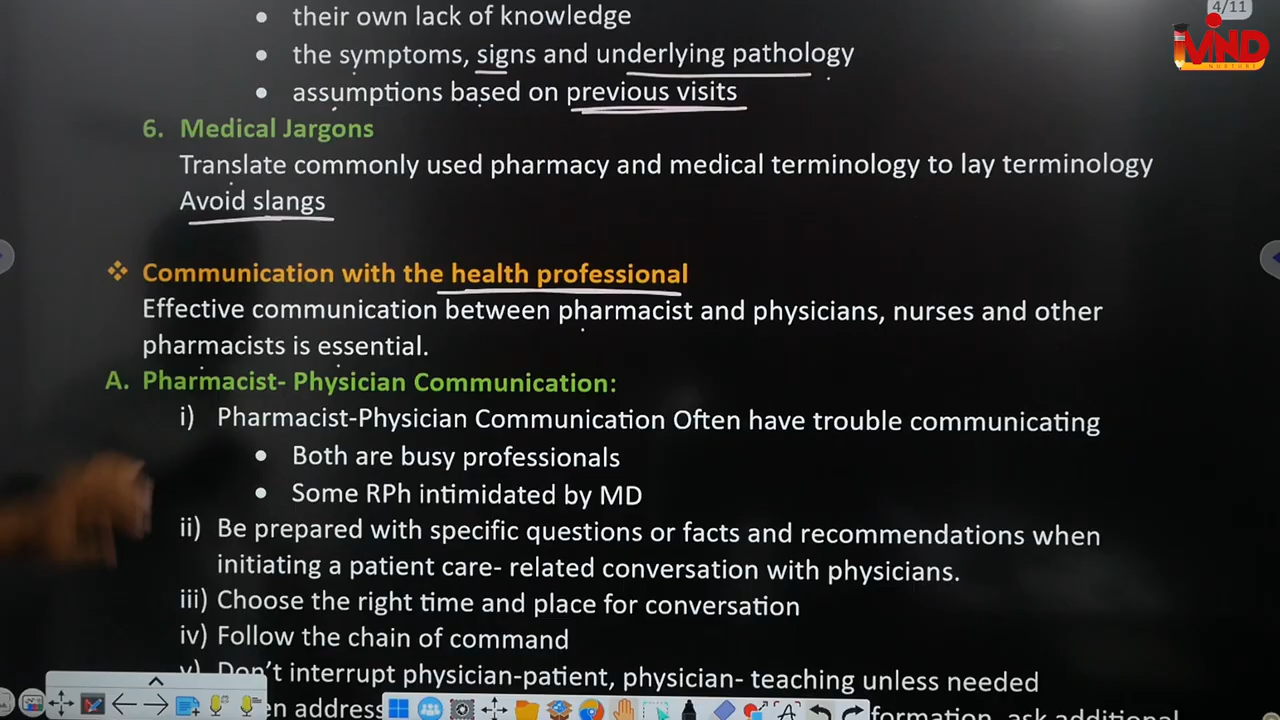 4/11
MIND
NURTURE
• their own lack of knowledge
• the symptoms, signs and underlying pathology
• assumptions based on previous visits
6. Medical Jargons
Translate commonly used pharmacy and medical terminology to lay terminology
Avoid slangs
❖ Communication with the health professional
Effective communication between pharmacist and physicians, nurses and other
pharmacists is essential.
A. Pharmacist- Physician Communication:
i) Pharmacist-Physician Communication Often have trouble communicating
• Both are busy professionals
• Some RPh intimidated by MD
ii) Be prepared with specific questions or facts and recommendations when
initiating a patient care- related conversation with physicians.
iii) Choose the right time and place for conversation
iv) Follow the chain of command
v) Don't interrupt physician-patient, physician- teaching unless needed
ask additional